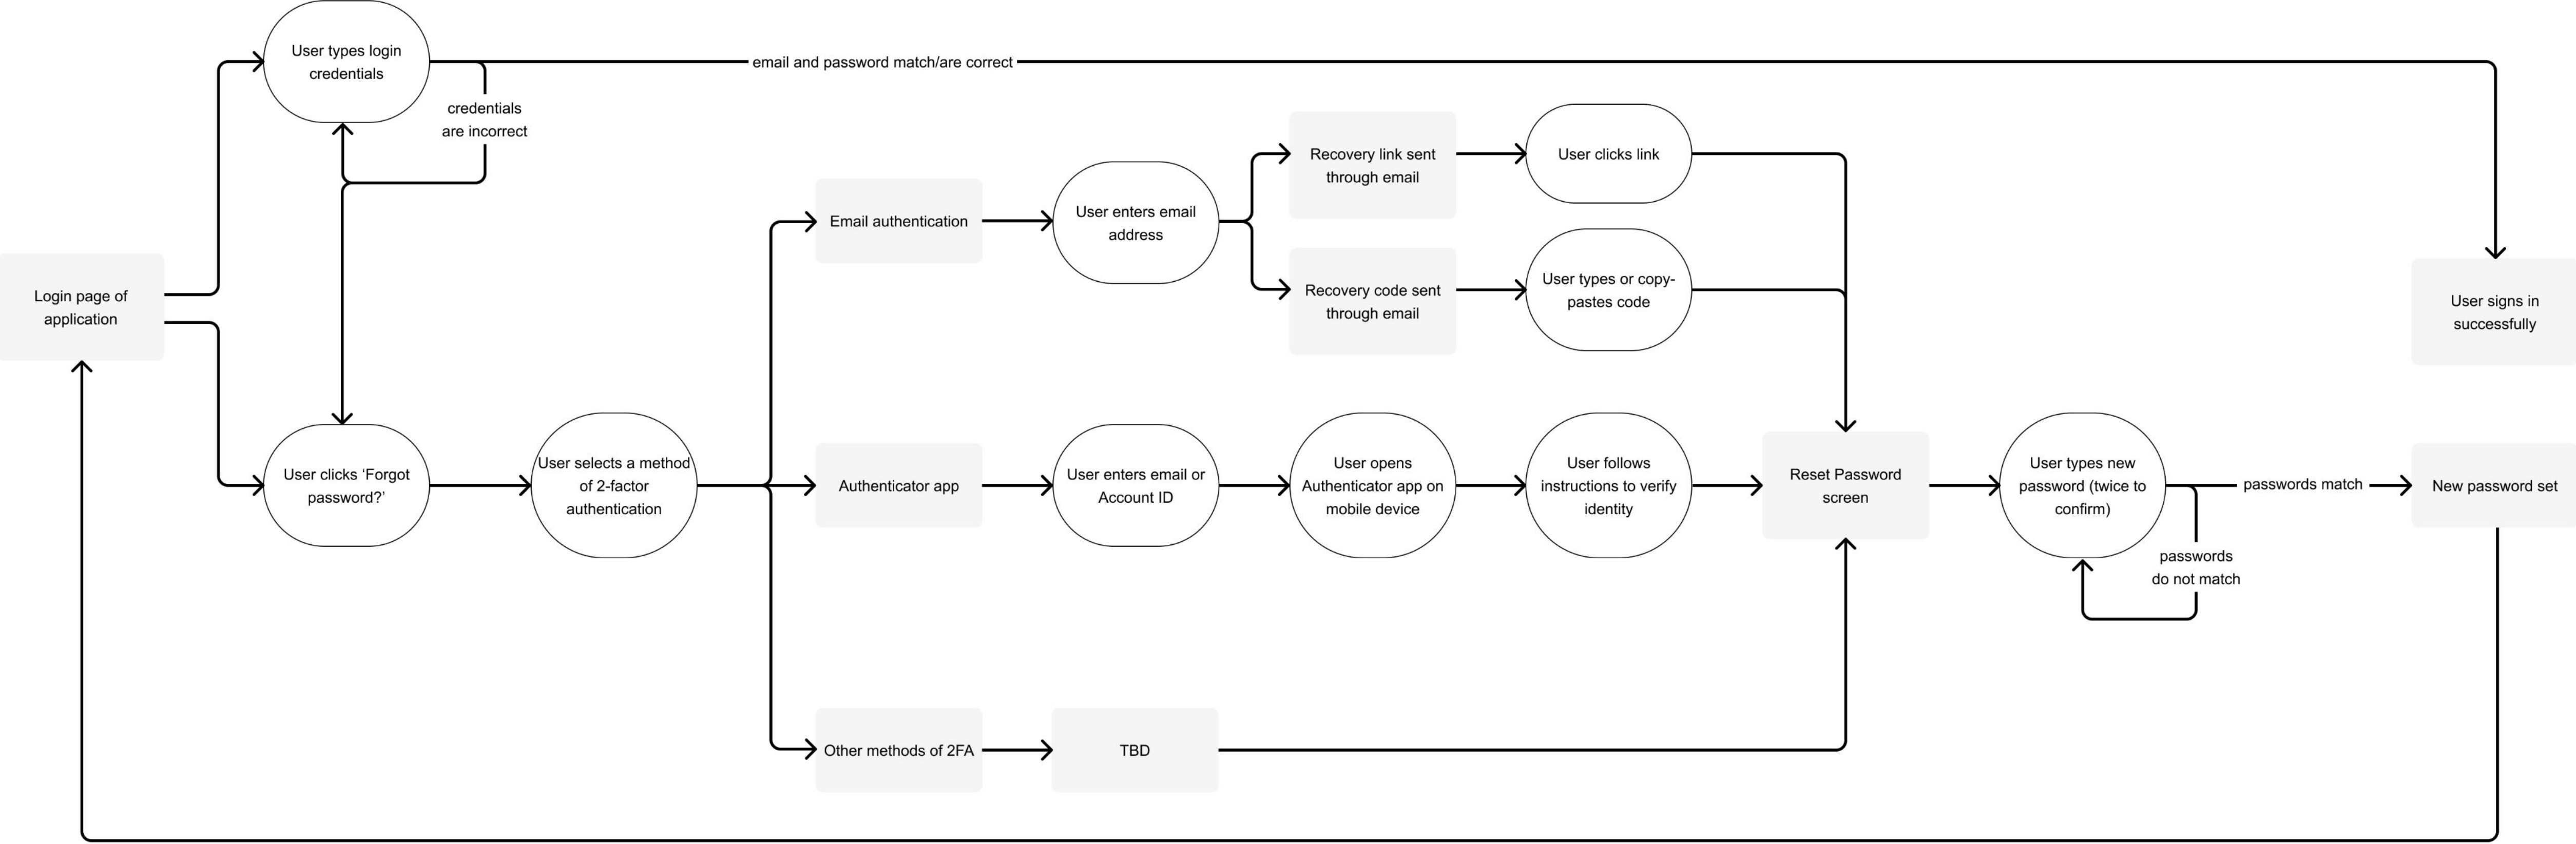 User types login
credentials
email and password match/are correct
credentials
are incorrect
Recovery link sent
through email
User clicks link
Email authentication
User enters email
address
Recovery code sent
through email
User types or copy-
pastes code
Login page of
application
User signs in
successfully
User clicks ‘Forgot
password?’
User selects a method
of 2-factor
authentication
Authenticator app
User enters email or
Account ID
User opens
Authenticator app on
mobile device
User follows
instructions to verify
identity
Reset Password
screen
User types new
password (twice to
confirm)
passwords match
New password set
passwords
do not match
Other methods of 2FA
TBD